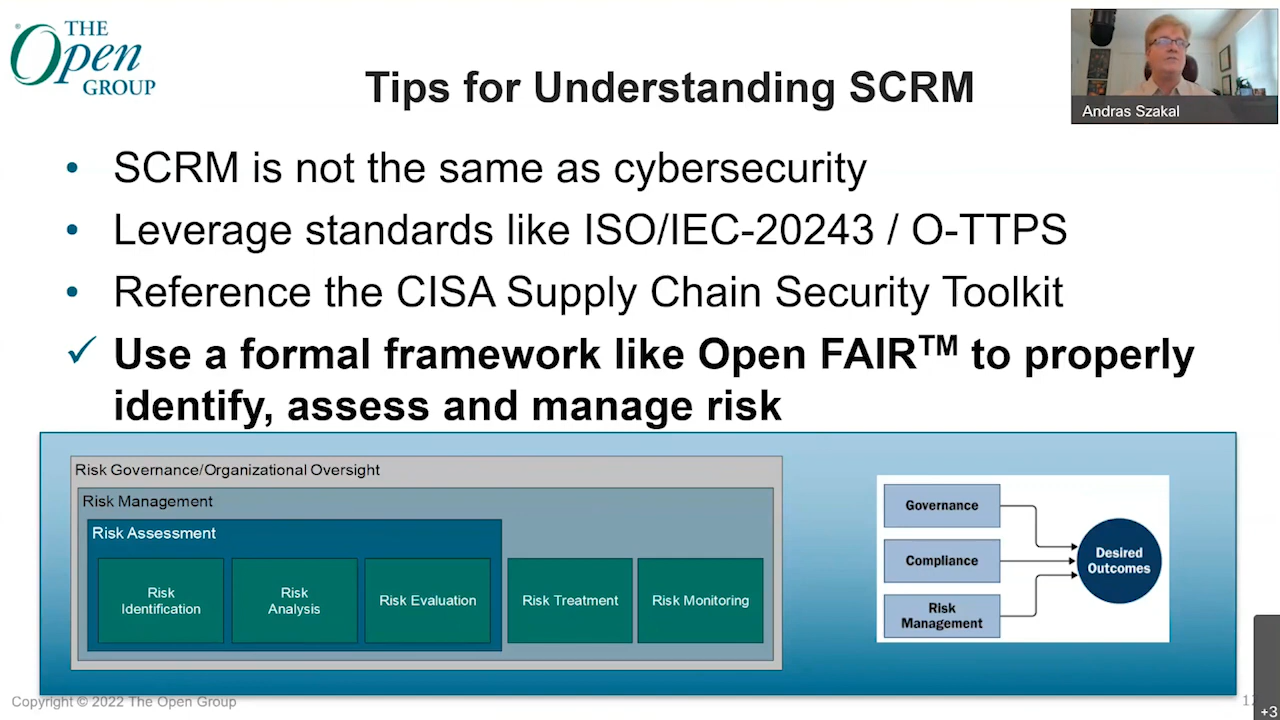 THE
Open
GROUP
Tips for Understanding SCRM
Andras Szakal
• SCRM is not the same as cybersecurity
• Leverage standards like ISO/IEC-20243 / O-TTPS
• Reference the CISA Supply Chain Security Toolkit
✓ Use a formal framework like Open FAIR™ to properly
identify, assess and manage risk
Risk Governance/Organizational Oversight
Risk Management
Risk Assessment
Risk
Identification
Risk
Analysis
Risk Evaluation
Risk Treatment
Risk Monitoring
Governance
Compliance
Risk
Management
Desired
Outcomes
Copyright © 2022 The Open Group
+3